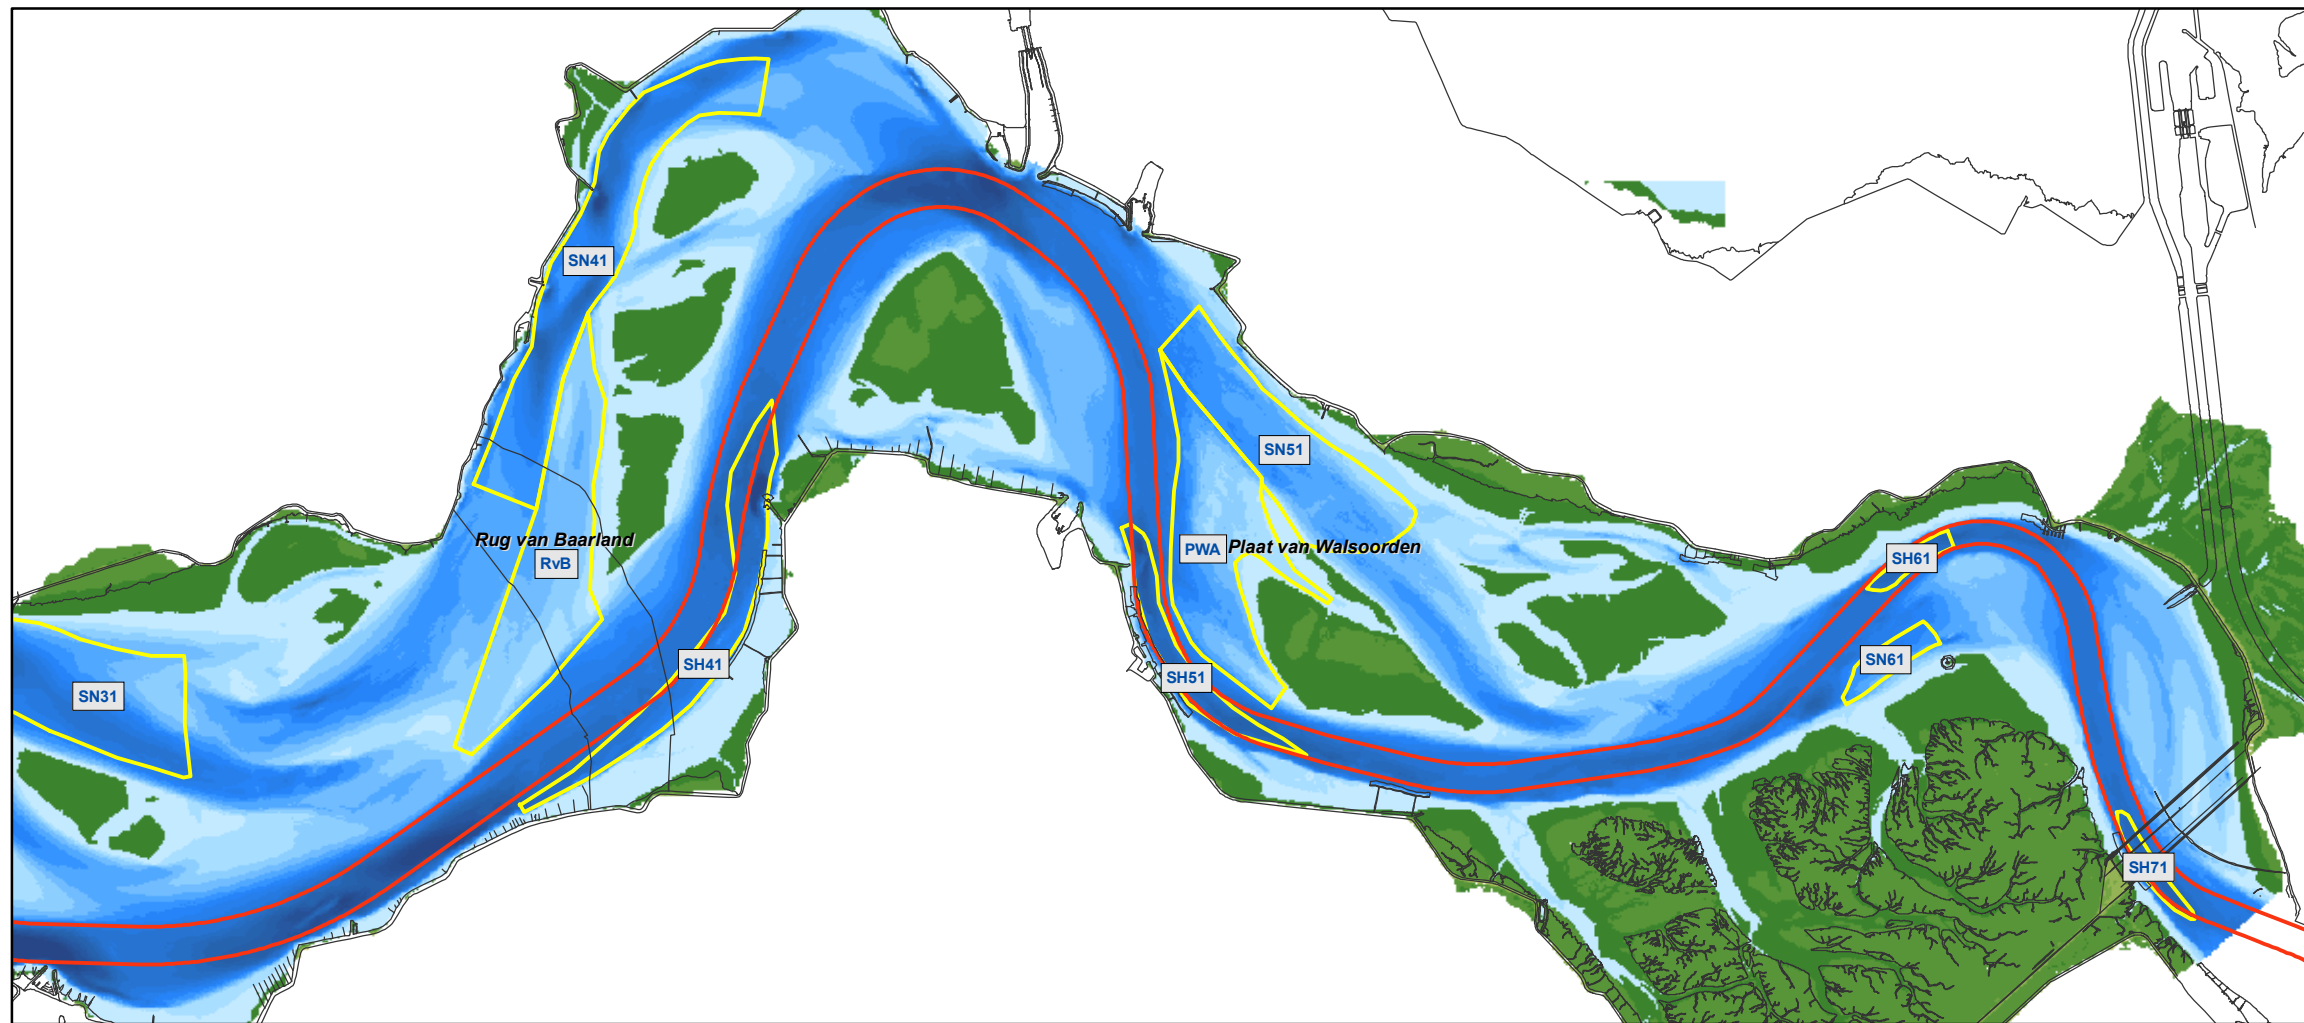 SN41
SN51
Rug van Baarland
RvB
PWA
Plaat van Walsoorden
SH61
SN61
SH41
SH51
SN31
SH71